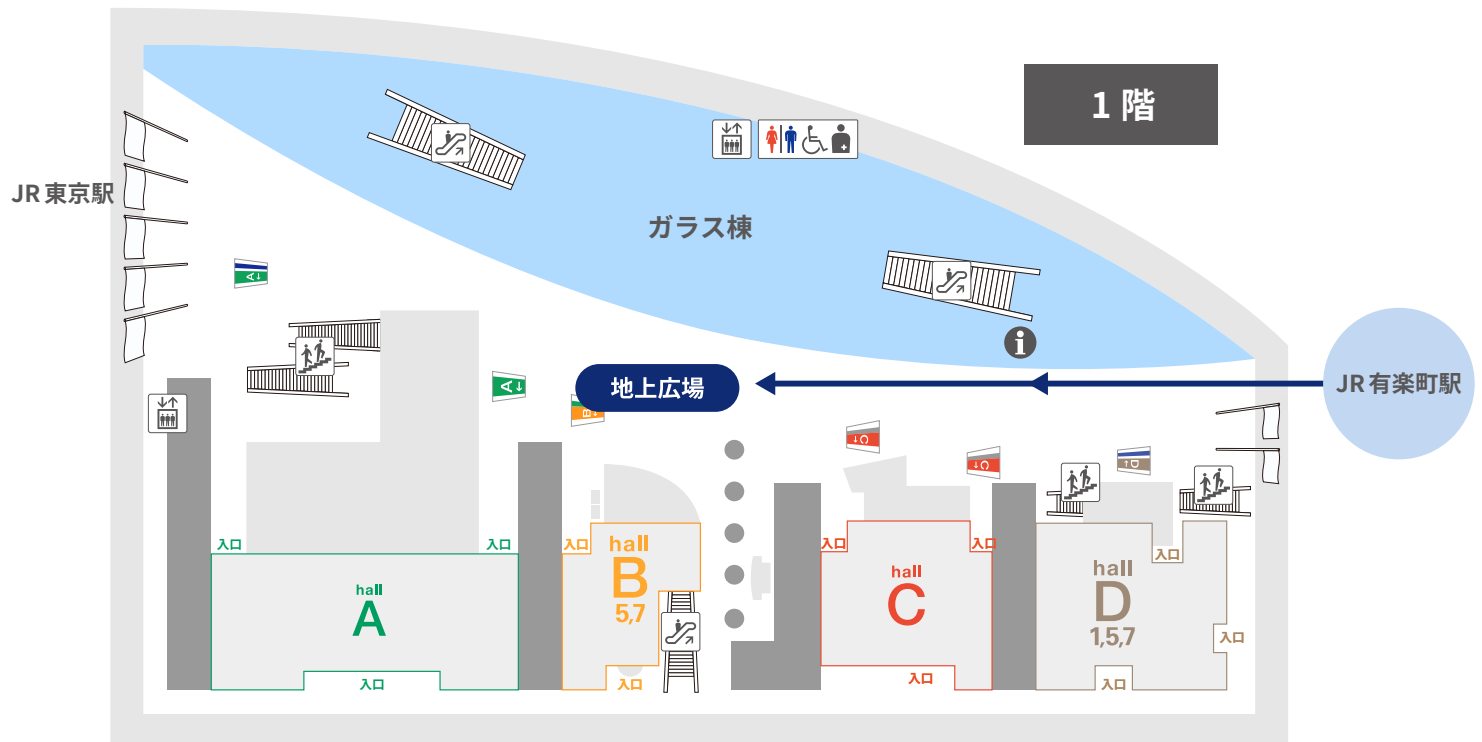 1 階
JR 東京駅
ガラス棟
A↓
A↓
地上広場
JR 有楽町駅
B↓
C↓
C↓
D↓
入口
入口
入口
入口
入口
入口
hall
A
入口
hall
B
5,7
入口
hall
C
入口
hall
D
1,5,7
入口
入口